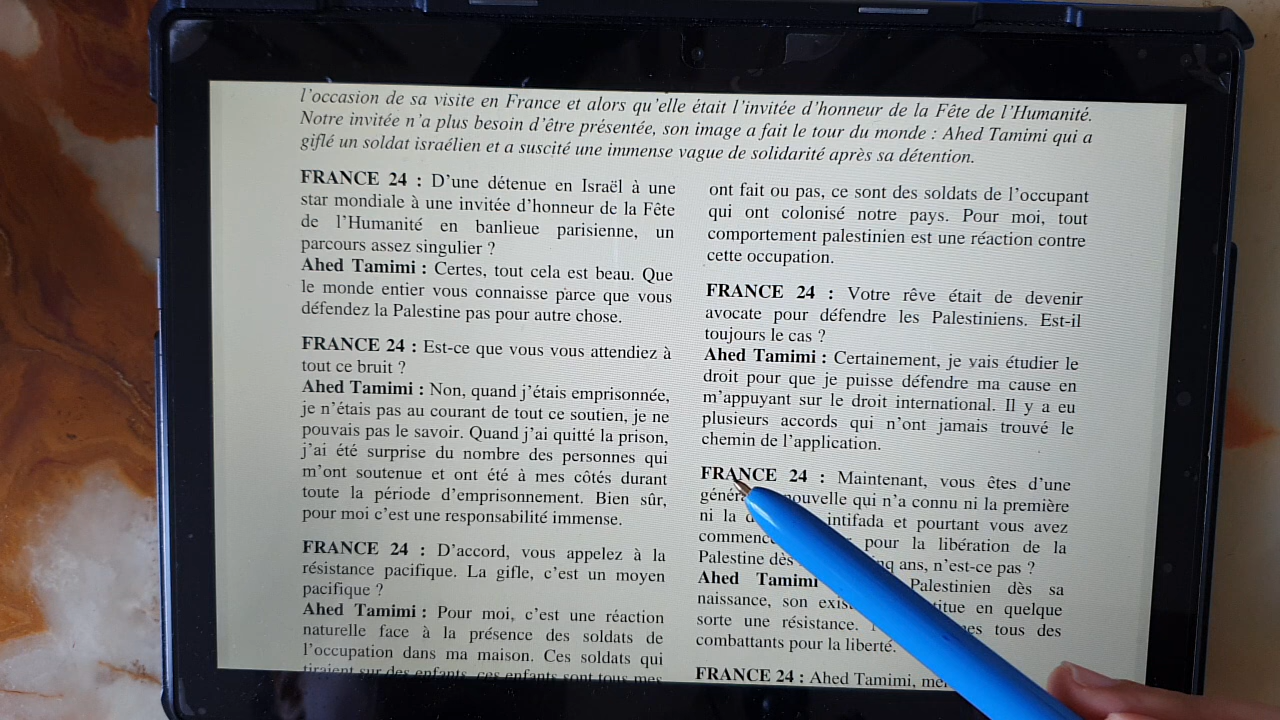 l'occasion de sa visite en France et alors qu'elle était l'invitée d'honneur de la Fête de l'Humanité.
Notre invitée n'a plus besoin d'être présentée, son image a fait le tour du monde : Ahed Tamimi qui a
giflé un soldat israélien et a suscité une immense vague de solidarité après sa détention.
FRANCE 24 : D'une détenue en Israël à une
star mondiale à une invitée d'honneur de la Fête
de l'Humanité en banlieue parisienne, un
parcours assez singulier ?
Ahed Tamimi : Certes, tout cela est beau. Que
le monde entier vous connaisse parce que vous
défendez la Palestine pas pour autre chose.
FRANCE 24 : Est-ce que vous vous attendiez à
tout ce bruit ?
Ahed Tamimi : Non, quand j'étais emprisonnée,
je n'étais pas au courant de tout ce soutien, je ne
pouvais pas le savoir. Quand j'ai quitté la prison,
j'ai été surprise du nombre des personnes qui
m'ont soutenue et ont été à mes côtés durant
toute la période d'emprisonnement. Bien sûr,
pour moi c'est une responsabilité immense.
FRANCE 24 : D'accord, vous appelez à la
résistance pacifique. La gifle, c'est un moyen
pacifique ?
Ahed Tamimi : Pour moi, c'est une réaction
naturelle face à la présence des soldats de
l'occupation dans ma maison. Ces soldats qui
tiraient sur des enfants, ces enfants sont tous mes
ont fait ou pas, ce sont des soldats de l'occupant
qui ont colonisé notre pays. Pour moi, tout
comportement palestinien est une réaction contre
cette occupation.
FRANCE 24 : Votre rêve était de devenir
avocate pour défendre les Palestiniens. Est-il
toujours le cas ?
Ahed Tamimi : Certainement, je vais étudier le
droit pour que je puisse défendre ma cause en
m'appuyant sur le droit international. Il y a eu
plusieurs accords qui n'ont jamais trouvé le
chemin de l'application.
FRANCE 24 : Maintenant, vous êtes d'une
nouvelle qui n'a connu ni la première
ni la intifada et pourtant vous avez
pour la libération de la
Palestine dès ans, n'est-ce pas ?
Ahed Tamimi Palestinien dès sa
naissance, son en quelque
sorte une résistance. tous des
combattants pour la liberté.
FRANCE 24 : Ahed Tamimi,